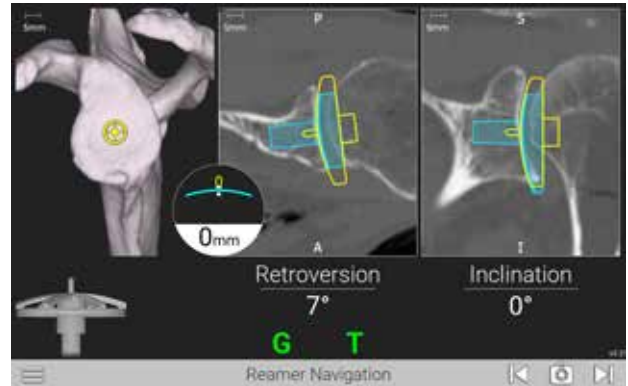 5mm
5mm
P
5mm
S
0mm
A
I
Retroversion
Inclination
7°
0°
G T
Reamer Navigation